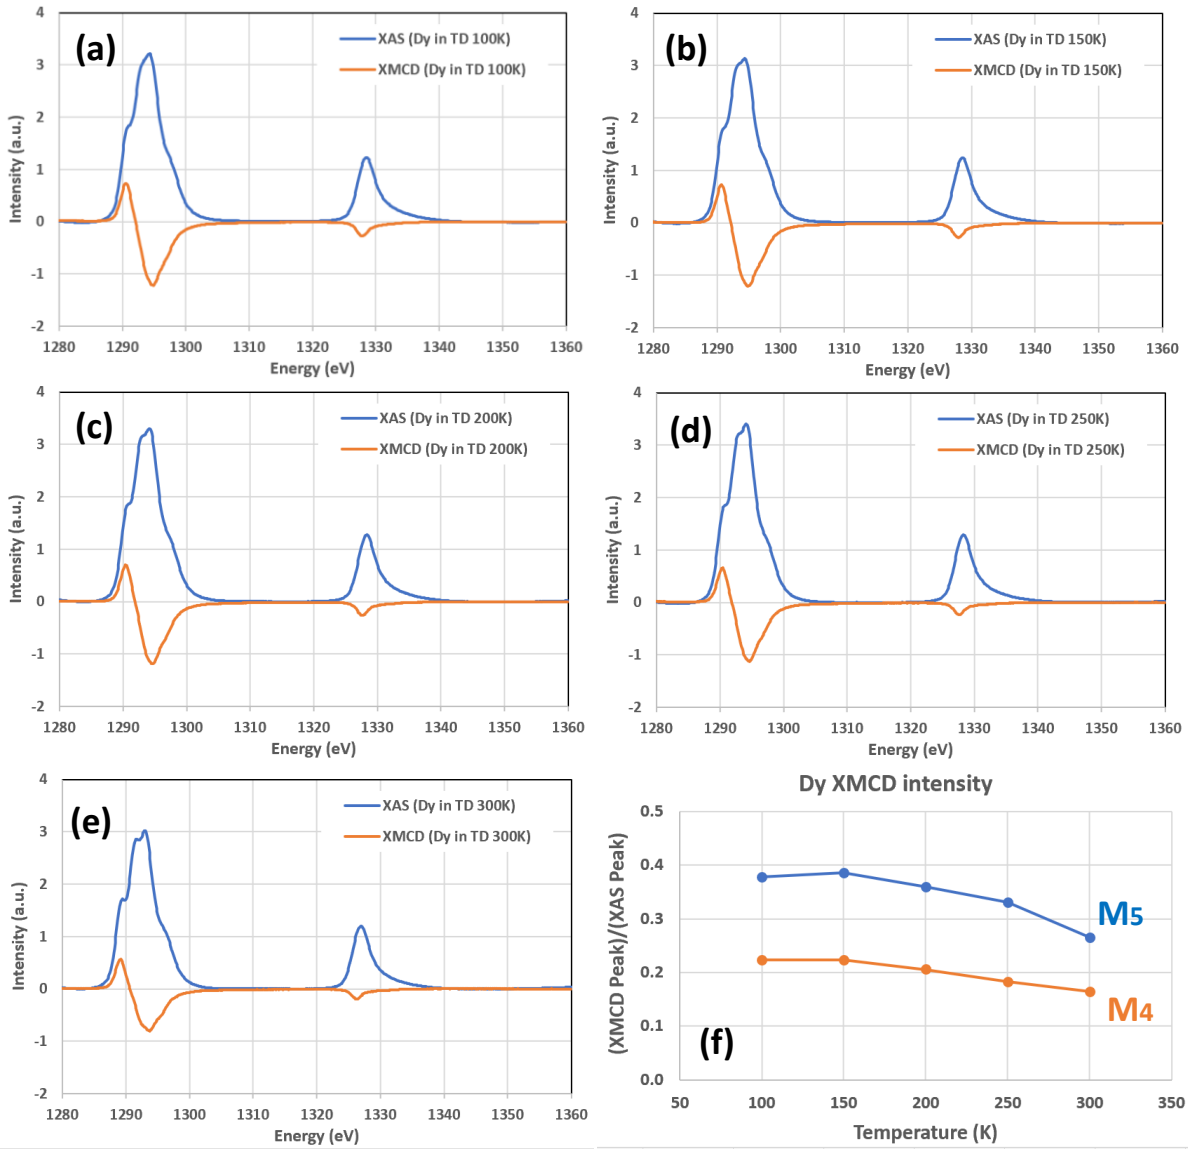 (a)
XAS (Dy in TD 100K)
XMCD (Dy in TD 100K)
Intensity (a.u.)
4
3
2
1
0
-1
-2
1280 1290 1300 1310 1320 1330 1340 1350 1360
Energy (eV)
(b)
XAS (Dy in TD 150K)
XMCD (Dy in TD 150K)
Intensity (a.u.)
4
3
2
1
0
-1
-2
1280 1290 1300 1310 1320 1330 1340 1350 1360
Energy (eV)
(c)
XAS (Dy in TD 200K)
XMCD (Dy in TD 200K)
Intensity (a.u.)
4
3
2
1
0
-1
-2
1280 1290 1300 1310 1320 1330 1340 1350 1360
Energy (eV)
(d)
XAS (Dy in TD 250K)
XMCD (Dy in TD 250K)
Intensity (a.u.)
4
3
2
1
0
-1
-2
1280 1290 1300 1310 1320 1330 1340 1350 1360
Energy (eV)
(e)
XAS (Dy in TD 300K)
XMCD (Dy in TD 300K)
Intensity (a.u.)
4
3
2
1
0
-1
-2
1280 1290 1300 1310 1320 1330 1340 1350 1360
Energy (eV)
Dy XMCD intensity
(XMCD Peak)/(XAS Peak)
0.5
0.4
0.3
0.2
0.1
0.0
M5
M4
(f)
50 100 150 200 250 300 350
Temperature (K)